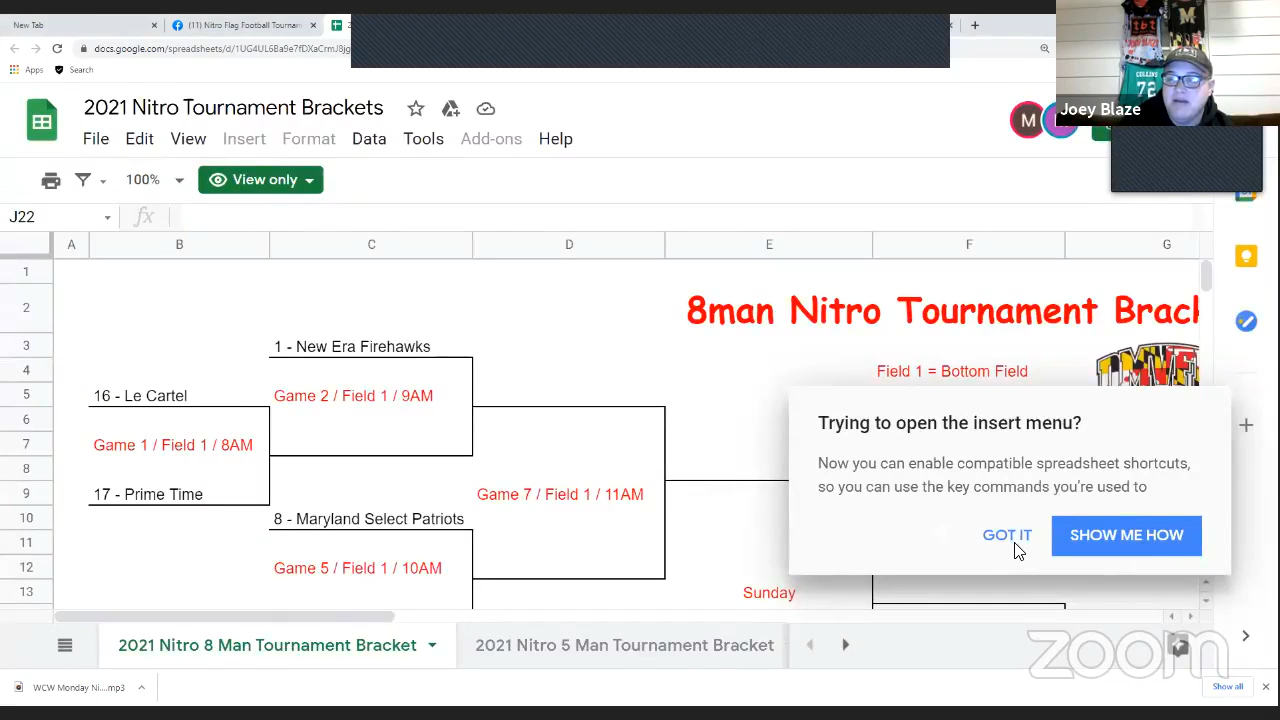 New Tab
(11) Nitro Flag Football Tournam
docs.google.com/spreadsheets/d/1UG4UL6Ba9e7fDXaCrmJ8jg
Apps
Search
tbt
M
COLLINS
72
Joey Blaze
2021 Nitro Tournament Brackets
File Edit View Insert Format Data Tools Add-ons Help
M
100%
View only
J22
fx
A B C D E F G
1
2
8man Nitro Tournament Brack
3
1 - New Era Firehawks
4
Field 1 = Bottom Field
5
16 - Le Cartel
Game 2 / Field 1 / 9AM
6
7
Game 1 / Field 1 / 8AM
8
9
17 - Prime Time
Game 7 / Field 1 / 11AM
10
8 - Maryland Select Patriots
11
12
Game 5 / Field 1 / 10AM
13
Sunday
Trying to open the insert menu?
Now you can enable compatible spreadsheet shortcuts,
so you can use the key commands you're used to
GOT IT
SHOW ME HOW
2021 Nitro 8 Man Tournament Bracket
2021 Nitro 5 Man Tournament Bracket
zoom
WCW Monday Ni....mp3
Show all